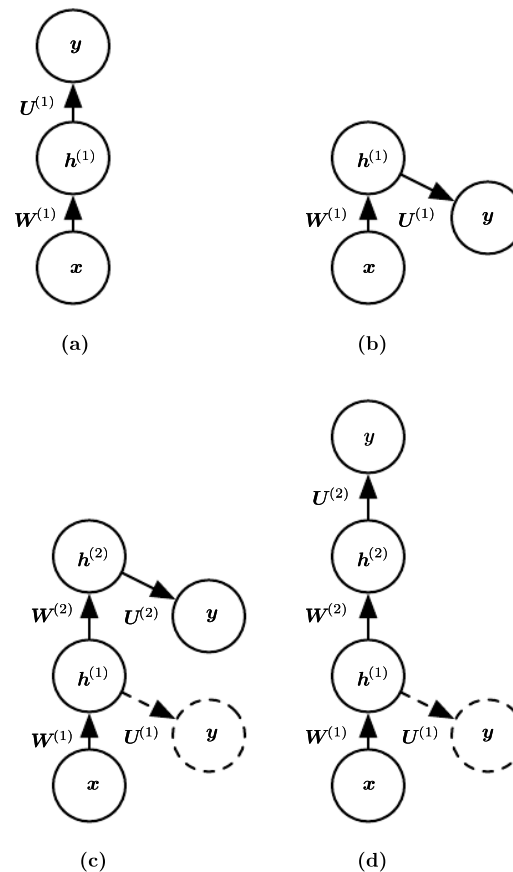 y
U(1)
h(1)
W(1)
x
(a)
h(1)
W(1)
U(1)
y
x
(b)
h(2)
W(2)
U(2)
y
h(1)
W(1)
U(1)
y
x
(c)
y
U(2)
h(2)
W(2)
h(1)
W(1)
U(1)
y
x
(d)